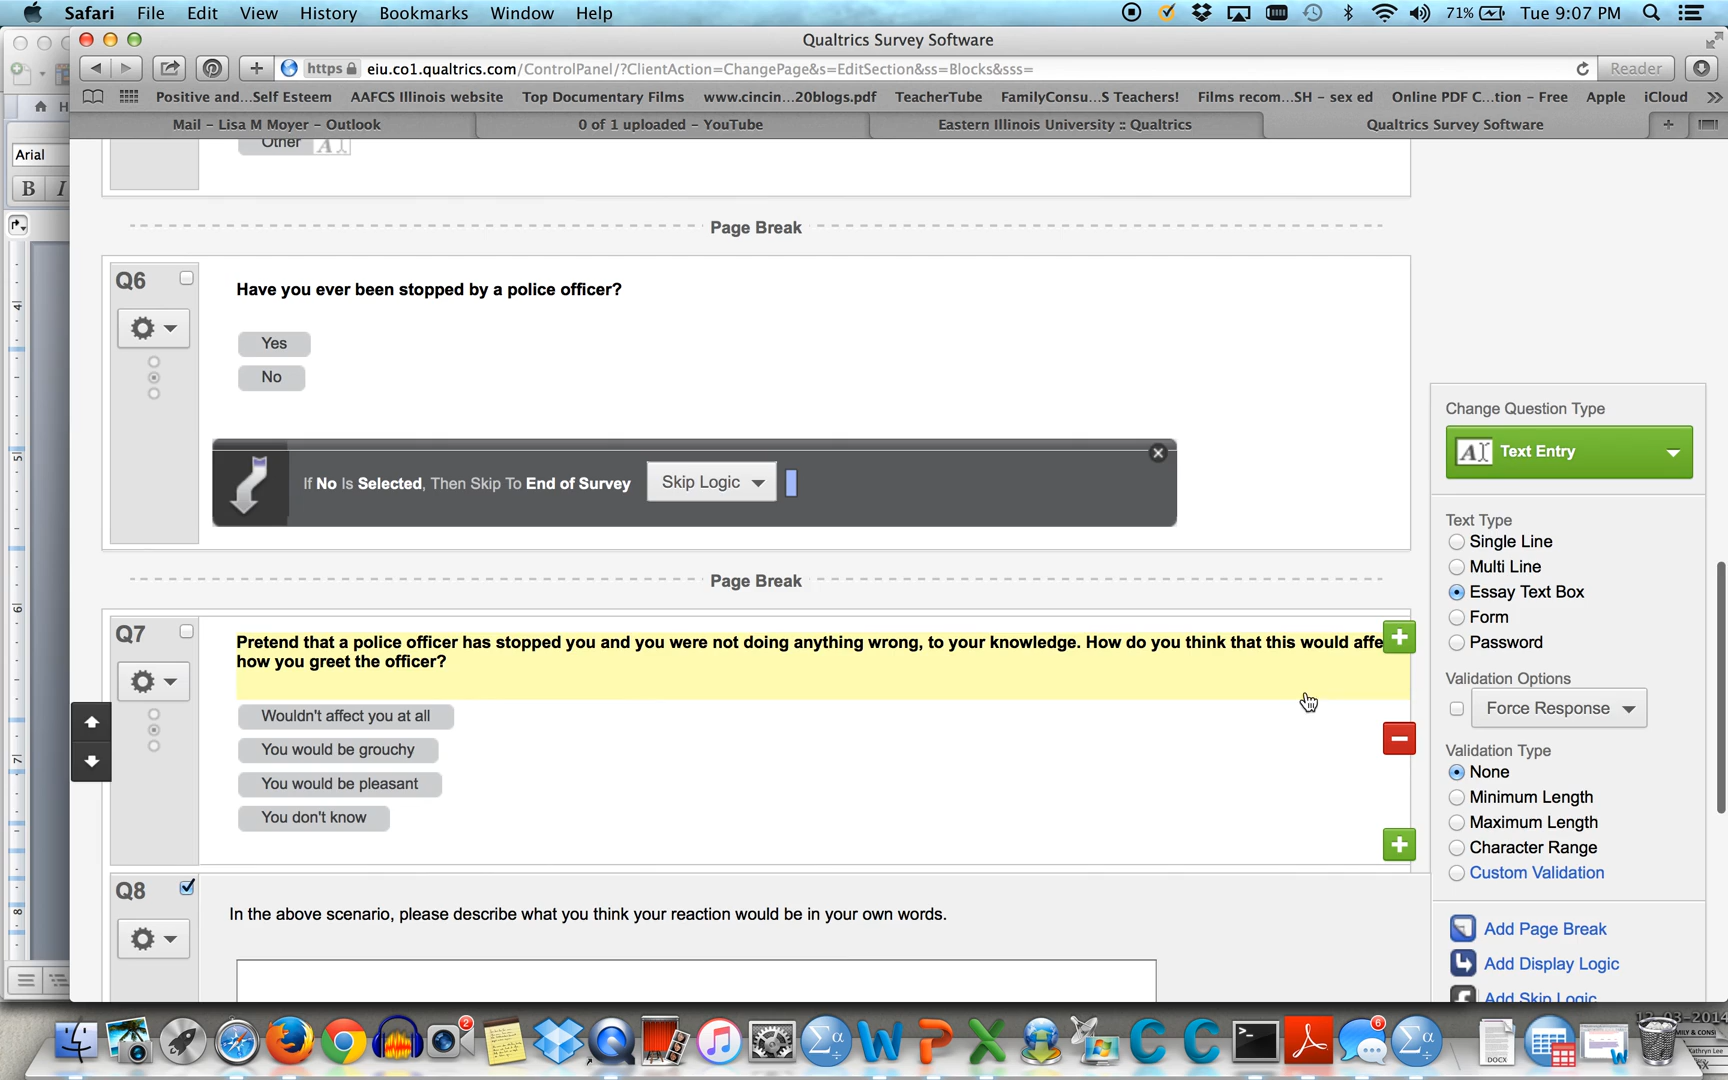 Safari File Edit View History Bookmarks Window Help 71% Tue 9:07 PM
Qualtrics Survey Software
https eiu.co1.qualtrics.com/ControlPanel/?ClientAction=ChangePage&s=EditSection&ss=Blocks&sss= Reader
Positive and...Self Esteem AAFCS Illinois website Top Documentary Films www.cincin...20blogs.pdf TeacherTube FamilyConsu...S Teachers! Films recom...SH - sex ed Online PDF C...tion - Free Apple iCloud >>
Mail - Lisa M Moyer - Outlook 0 of 1 uploaded - YouTube Eastern Illinois University :: Qualtrics Qualtrics Survey Software
Arial
B I
Other
Page Break
Q6
Have you ever been stopped by a police officer?
Yes
No
If No Is Selected, Then Skip To End of Survey Skip Logic
Page Break
Q7
Pretend that a police officer has stopped you and you were not doing anything wrong, to your knowledge. How do you think that this would affe
how you greet the officer?
Wouldn't affect you at all
You would be grouchy
You would be pleasant
You don't know
Q8
In the above scenario, please describe what you think your reaction would be in your own words.
Change Question Type
Text Entry
Text Type
Single Line
Multi Line
Essay Text Box
Form
Password
Validation Options
Force Response
Validation Type
None
Minimum Length
Maximum Length
Character Range
Custom Validation
Add Page Break
Add Display Logic
Add Skip Logic
4
5
6
7
8
2
6
DOCX